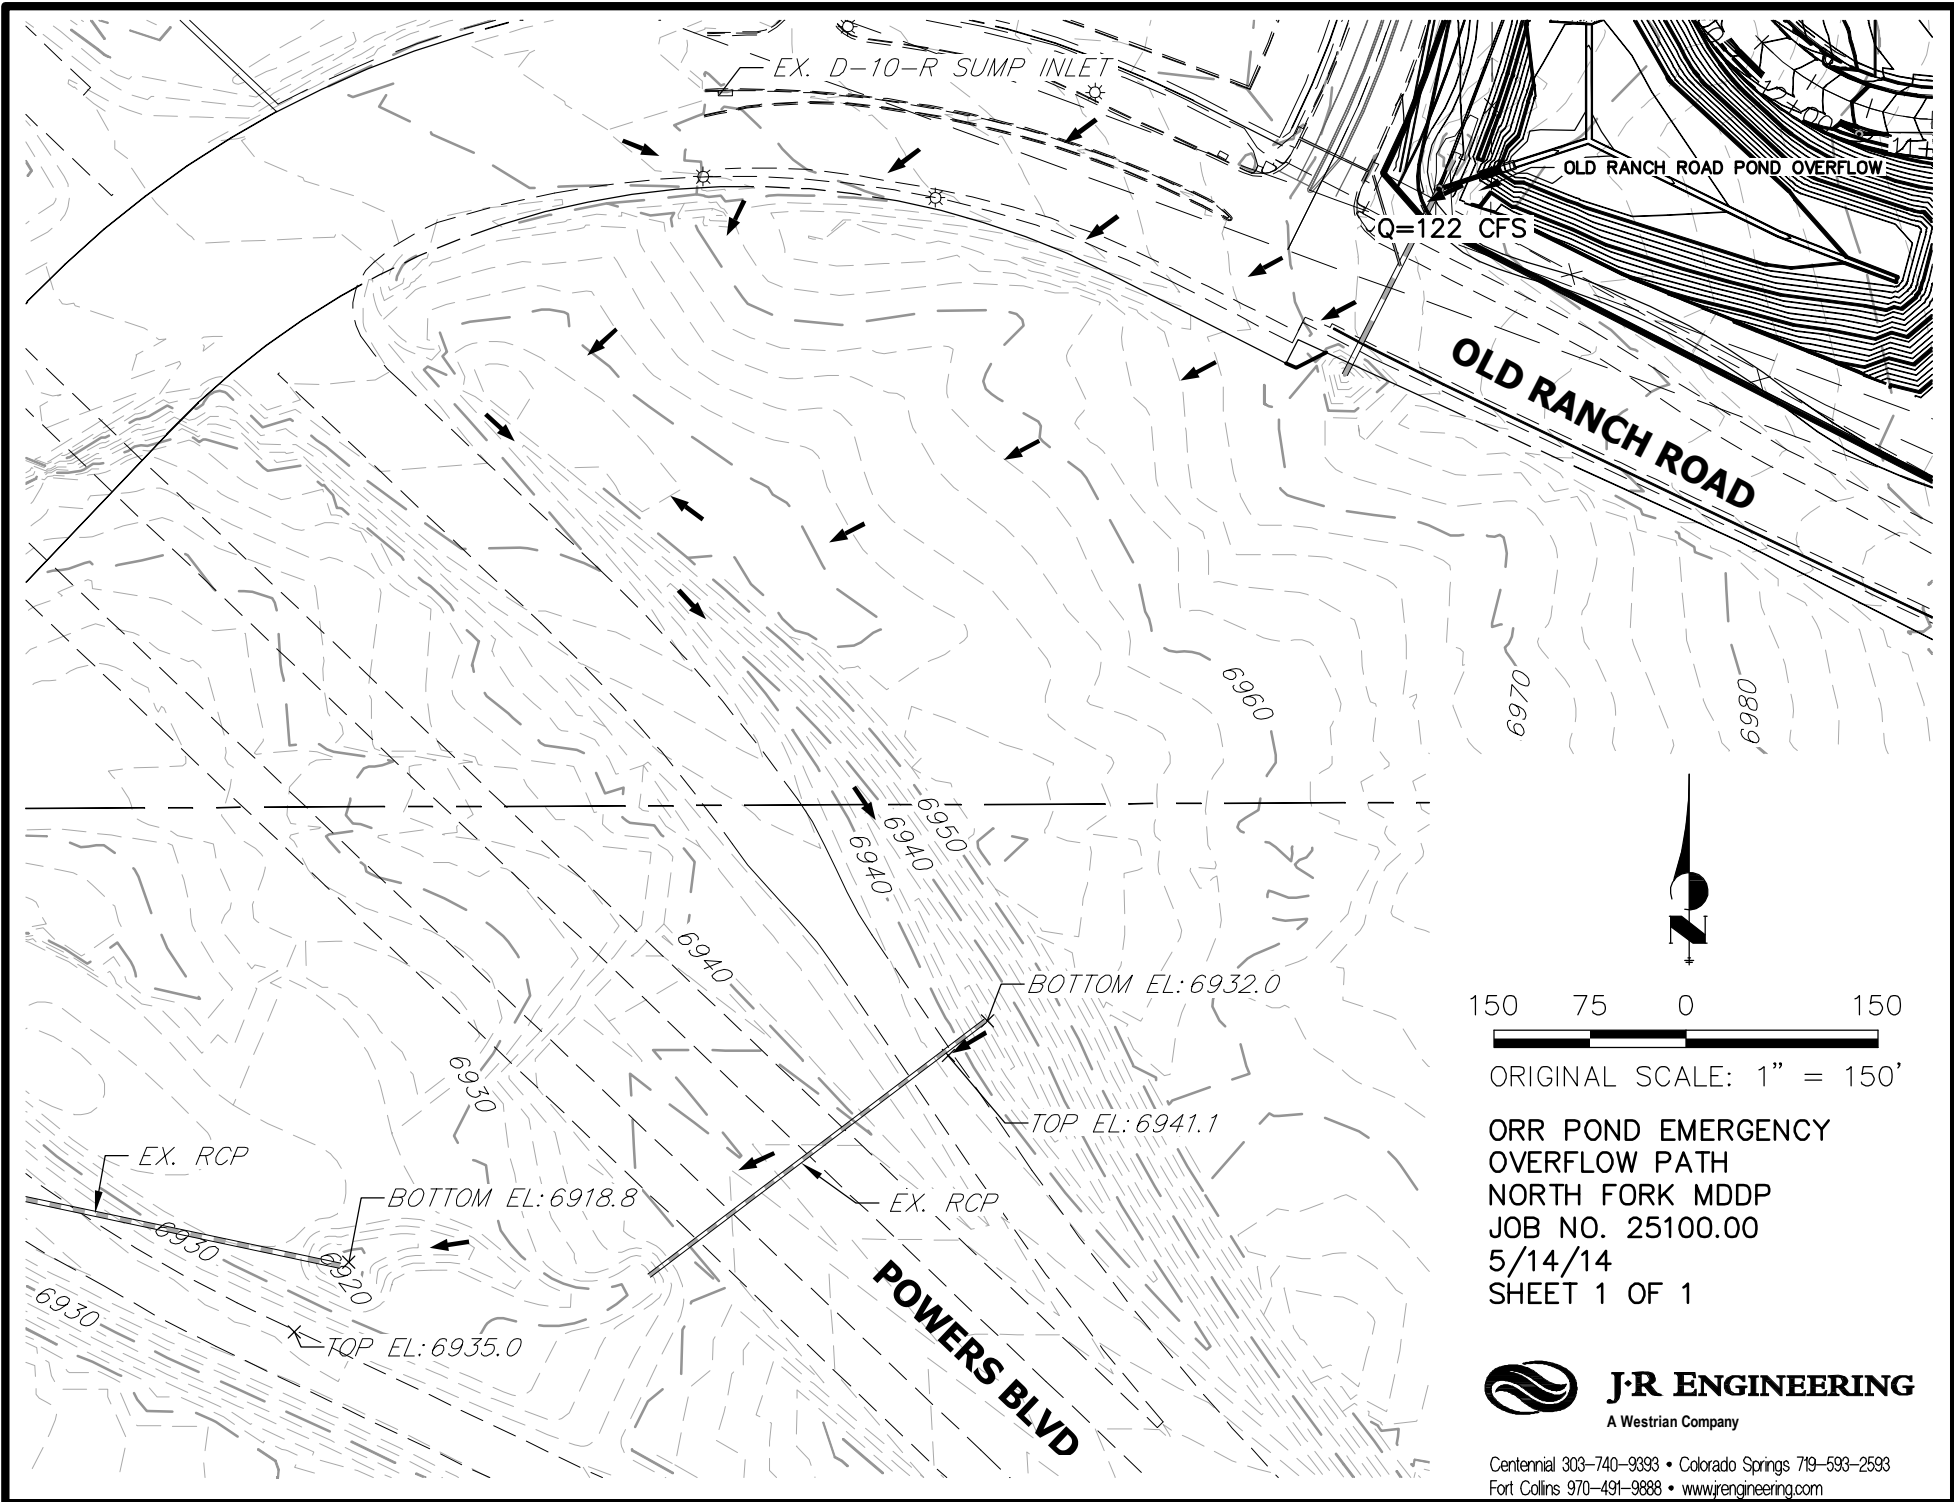 EX. D-10-R SUMP INLET
OLD RANCH ROAD POND OVERFLOW
Q=122 CFS
OLD RANCH ROAD
6960
6970
6980
6950
6940
6940
6940
BOTTOM EL: 6932.0
6930
TOP EL: 6941.1
EX. RCP
BOTTOM EL: 6918.8
EX. RCP
6930
6920
6930
TOP EL: 6935.0
POWERS BLVD
N
150 75 0 150
ORIGINAL SCALE: 1" = 150'
ORR POND EMERGENCY
OVERFLOW PATH
NORTH FORK MDDP
JOB NO. 25100.00
5/14/14
SHEET 1 OF 1
J·R ENGINEERING
A Westrian Company
Centennial 303-740-9393 • Colorado Springs 719-593-2593
Fort Collins 970-491-9888 • www.jrengineering.com